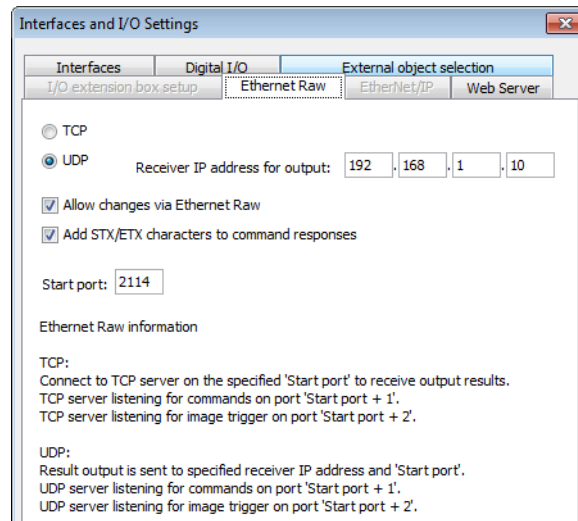 Interfaces and I/O Settings
Interfaces Digital I/O External object selection
I/O extension box setup Ethernet Raw EtherNet/IP Web Server
TCP
UDP Receiver IP address for output: 192 . 168 . 1 . 10
Allow changes via Ethernet Raw
Add STX/ETX characters to command responses
Start port: 2114
Ethernet Raw information
TCP:
Connect to TCP server on the specified 'Start port' to receive output results.
TCP server listening for commands on port 'Start port + 1'.
TCP server listening for image trigger on port 'Start port + 2'.
UDP:
Result output is sent to specified receiver IP address and 'Start port'.
UDP server listening for commands on port 'Start port + 1'.
UDP server listening for image trigger on port 'Start port + 2'.